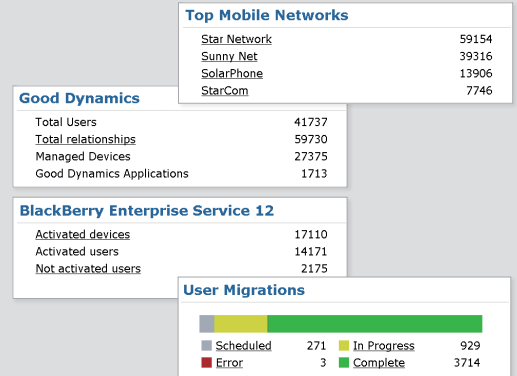 Top Mobile Networks
Star Network 59154
Sunny Net 39316
SolarPhone 13906
StarCom 7746
Good Dynamics
Total Users 41737
Total relationships 59730
Managed Devices 27375
Good Dynamics Applications 1713
BlackBerry Enterprise Service 12
Activated devices 17110
Activated users 14171
Not activated users 2175
User Migrations
Scheduled 271 In Progress 929
Error 3 Complete 3714